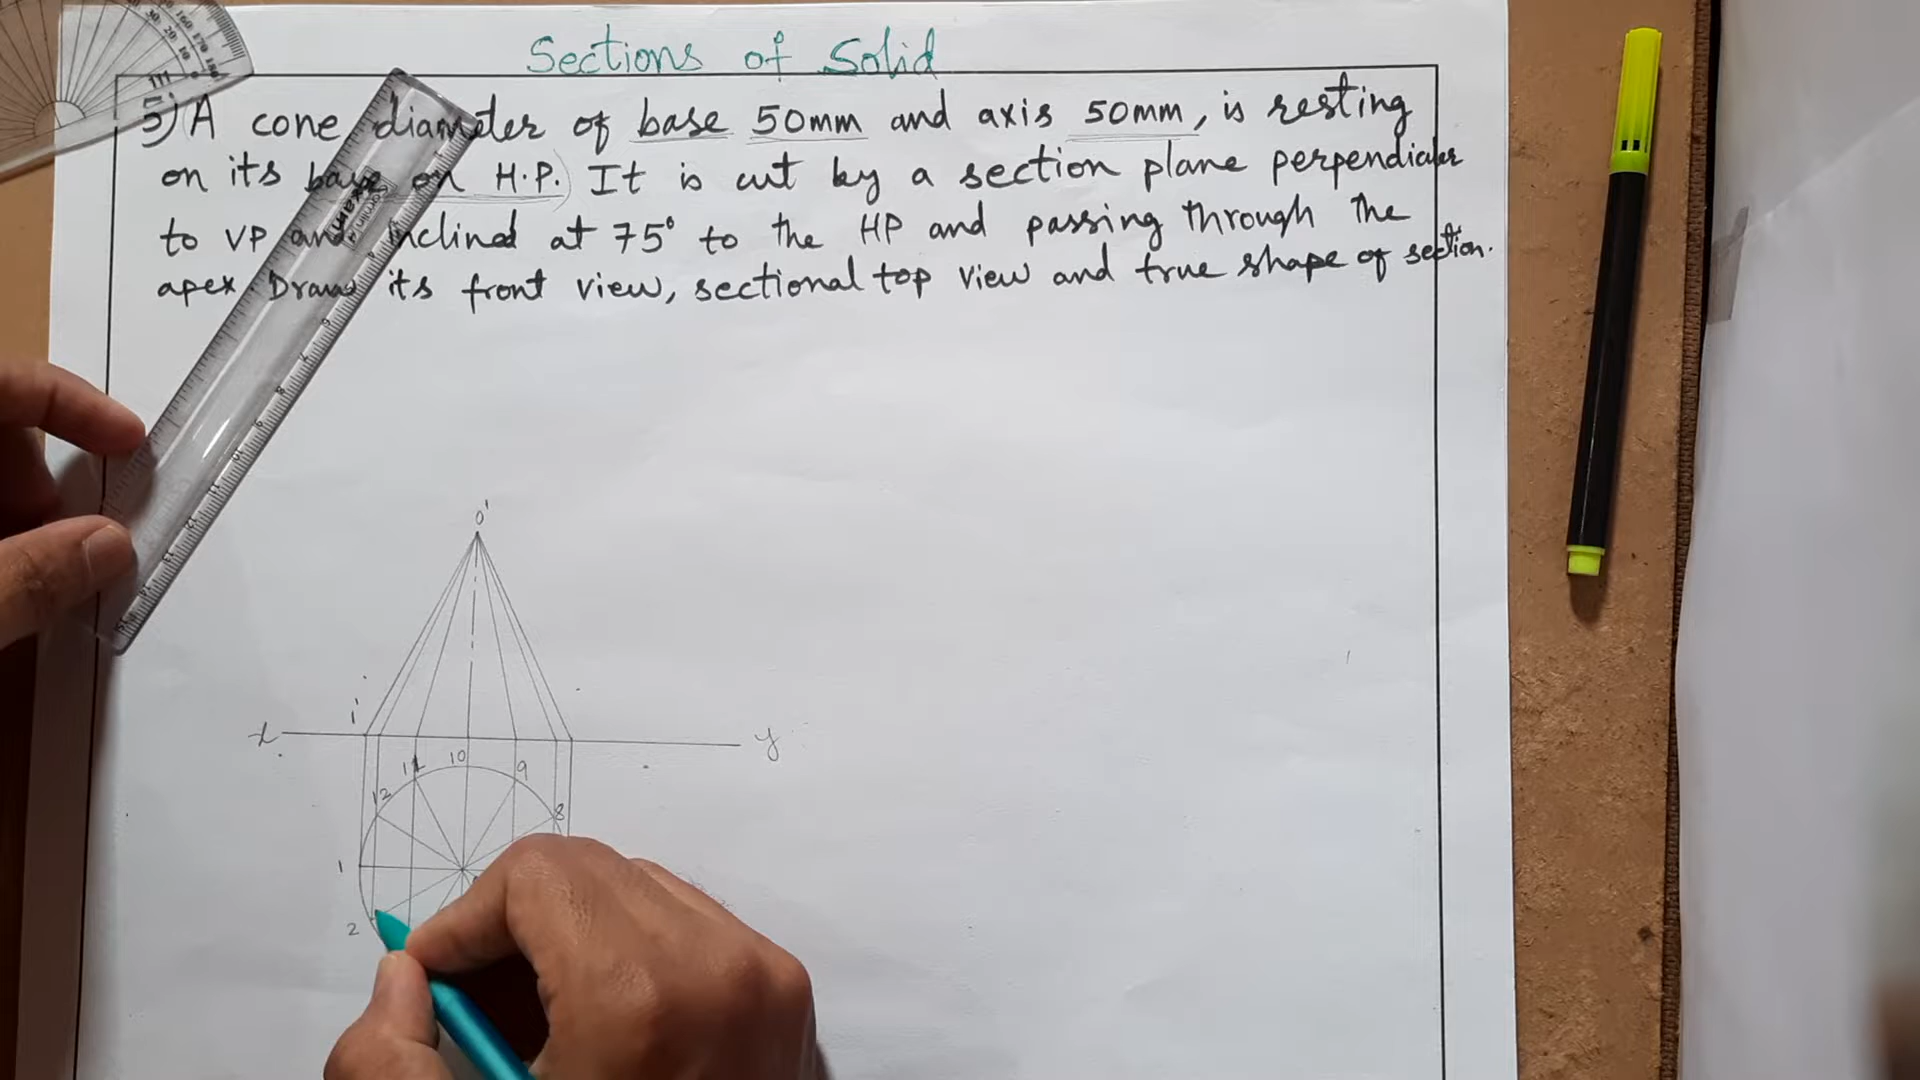 Sections of Solid
5) A cone, diameter of base 50mm and axis 50mm, is resting
on its base on H.P. It is cut by a section plane perpendicular
to VP and inclined at 75° to the HP and passing through the
apex. Draw its front view, sectional top view and true shape of section.
o'
1'
x y
11 10 9
12 8
1
2